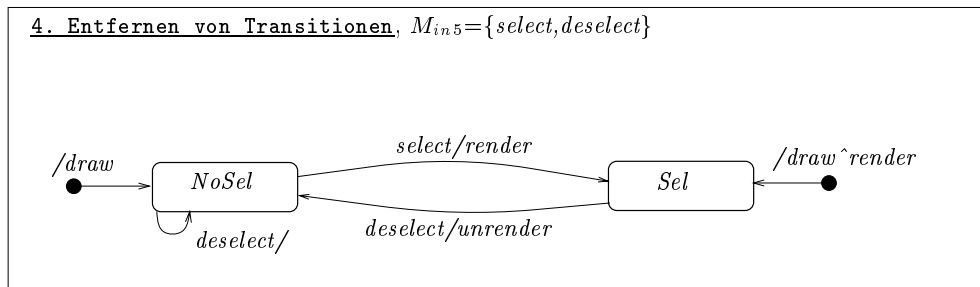 4. Entfernen von Transitionen, M_in5={select,deselect}
select/render
/draw
/draw^render
NoSel
Sel
deselect/unrender
deselect/